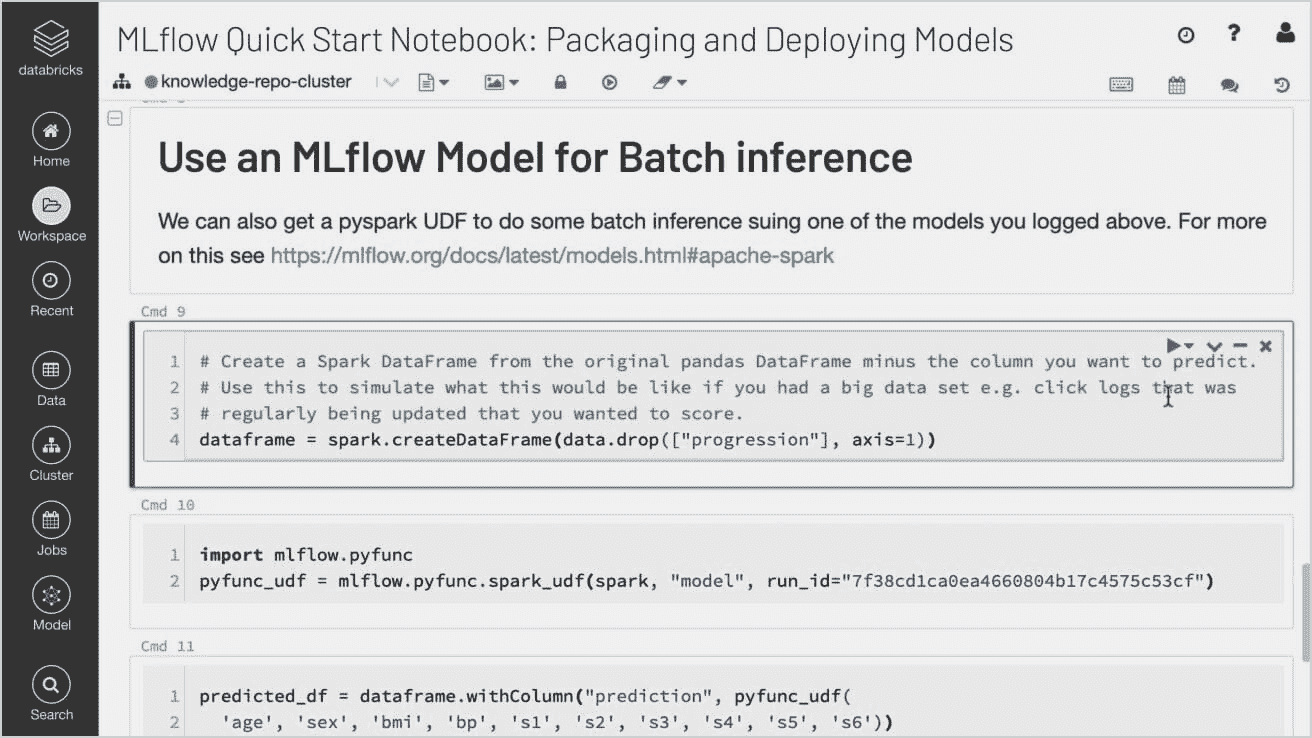 MLflow Quick Start Notebook: Packaging and Deploying Models
databricks
knowledge-repo-cluster
Home
Workspace
Recent
Data
Cluster
Jobs
Model
Search
Use an MLflow Model for Batch inference
We can also get a pyspark UDF to do some batch inference suing one of the models you logged above. For more
on this see https://mlflow.org/docs/latest/models.html#apache-spark
Cmd 9
1 # Create a Spark DataFrame from the original pandas DataFrame minus the column you want to predict.
2 # Use this to simulate what this would be like if you had a big data set e.g. click logs that was
3 # regularly being updated that you wanted to score.
4 dataframe = spark.createDataFrame(data.drop(["progression"], axis=1))
Cmd 10
1 import mlflow.pyfunc
2 pyfunc_udf = mlflow.pyfunc.spark_udf(spark, "model", run_id="7f38cd1ca0ea4660804b17c4575c53cf")
Cmd 11
1 predicted_df = dataframe.withColumn("prediction", pyfunc_udf(
2 'age', 'sex', 'bmi', 'bp', 's1', 's2', 's3', 's4', 's5', 's6'))